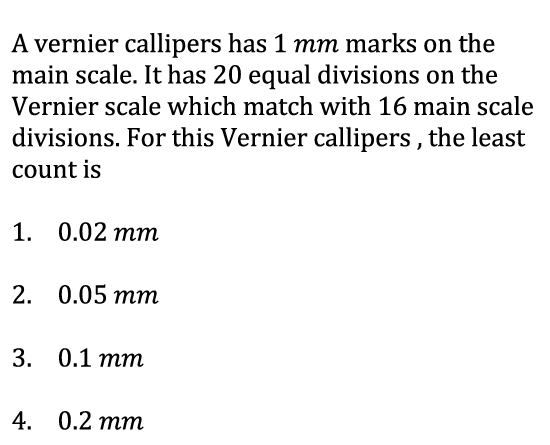 A vernier callipers has 1 mm marks on the
main scale. It has 20 equal divisions on the
Vernier scale which match with 16 main scale
divisions. For this Vernier callipers , the least
count is
1. 0.02 mm
2. 0.05 mm
3. 0.1 mm
4. 0.2 mm